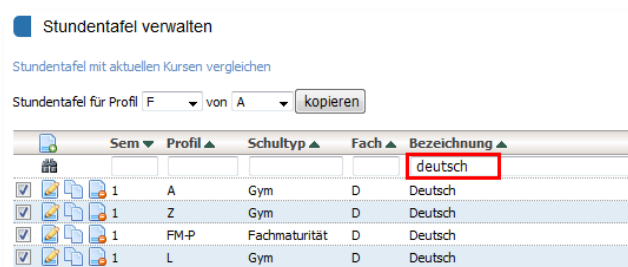 Stundentafel verwalten
Stundentafel mit aktuellen Kursen vergleichen
Stundentafel für Profil F von A kopieren
Sem Profil Schultyp Fach Bezeichnung
deutsch
1 A Gym D Deutsch
1 Z Gym D Deutsch
1 FM-P Fachmaturität D Deutsch
1 L Gym D Deutsch